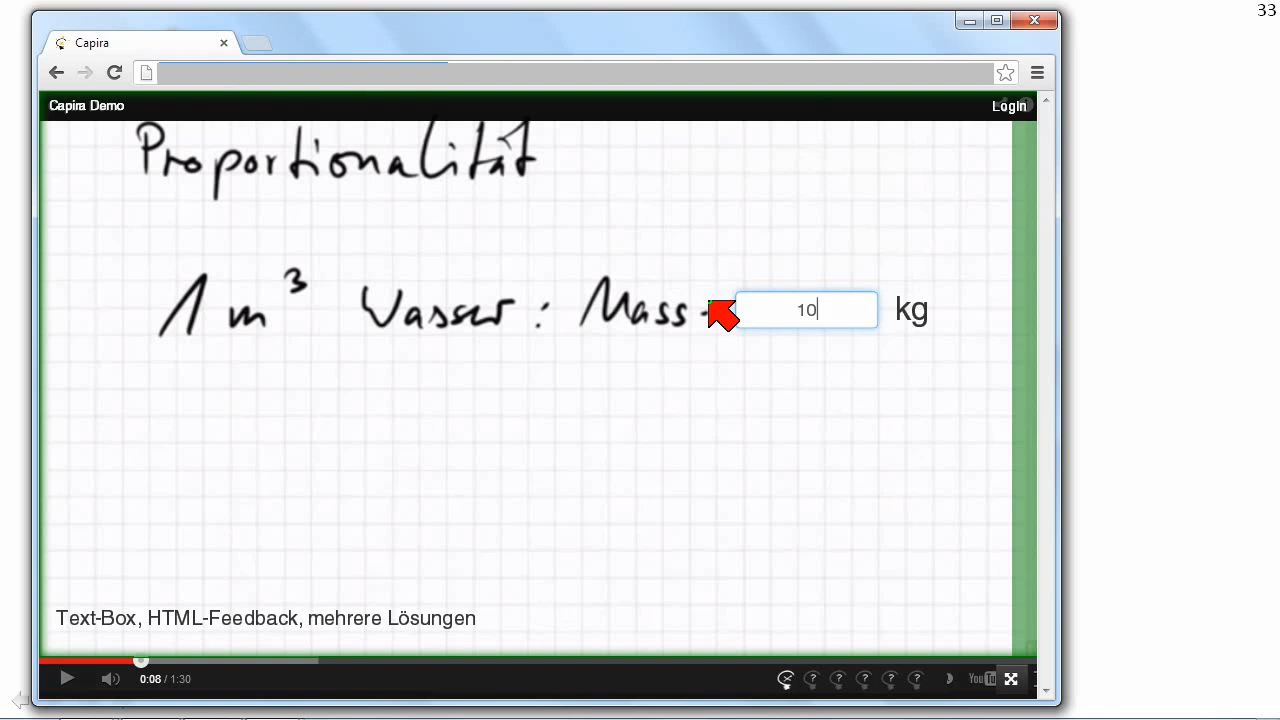 33
Capira
Capira Demo
Login
Proportionalität
1 m³ Wasser : Mass
10
kg
Text-Box, HTML-Feedback, mehrere Lösungen
0:08 / 1:30
? ? ? ? ?
YouTu